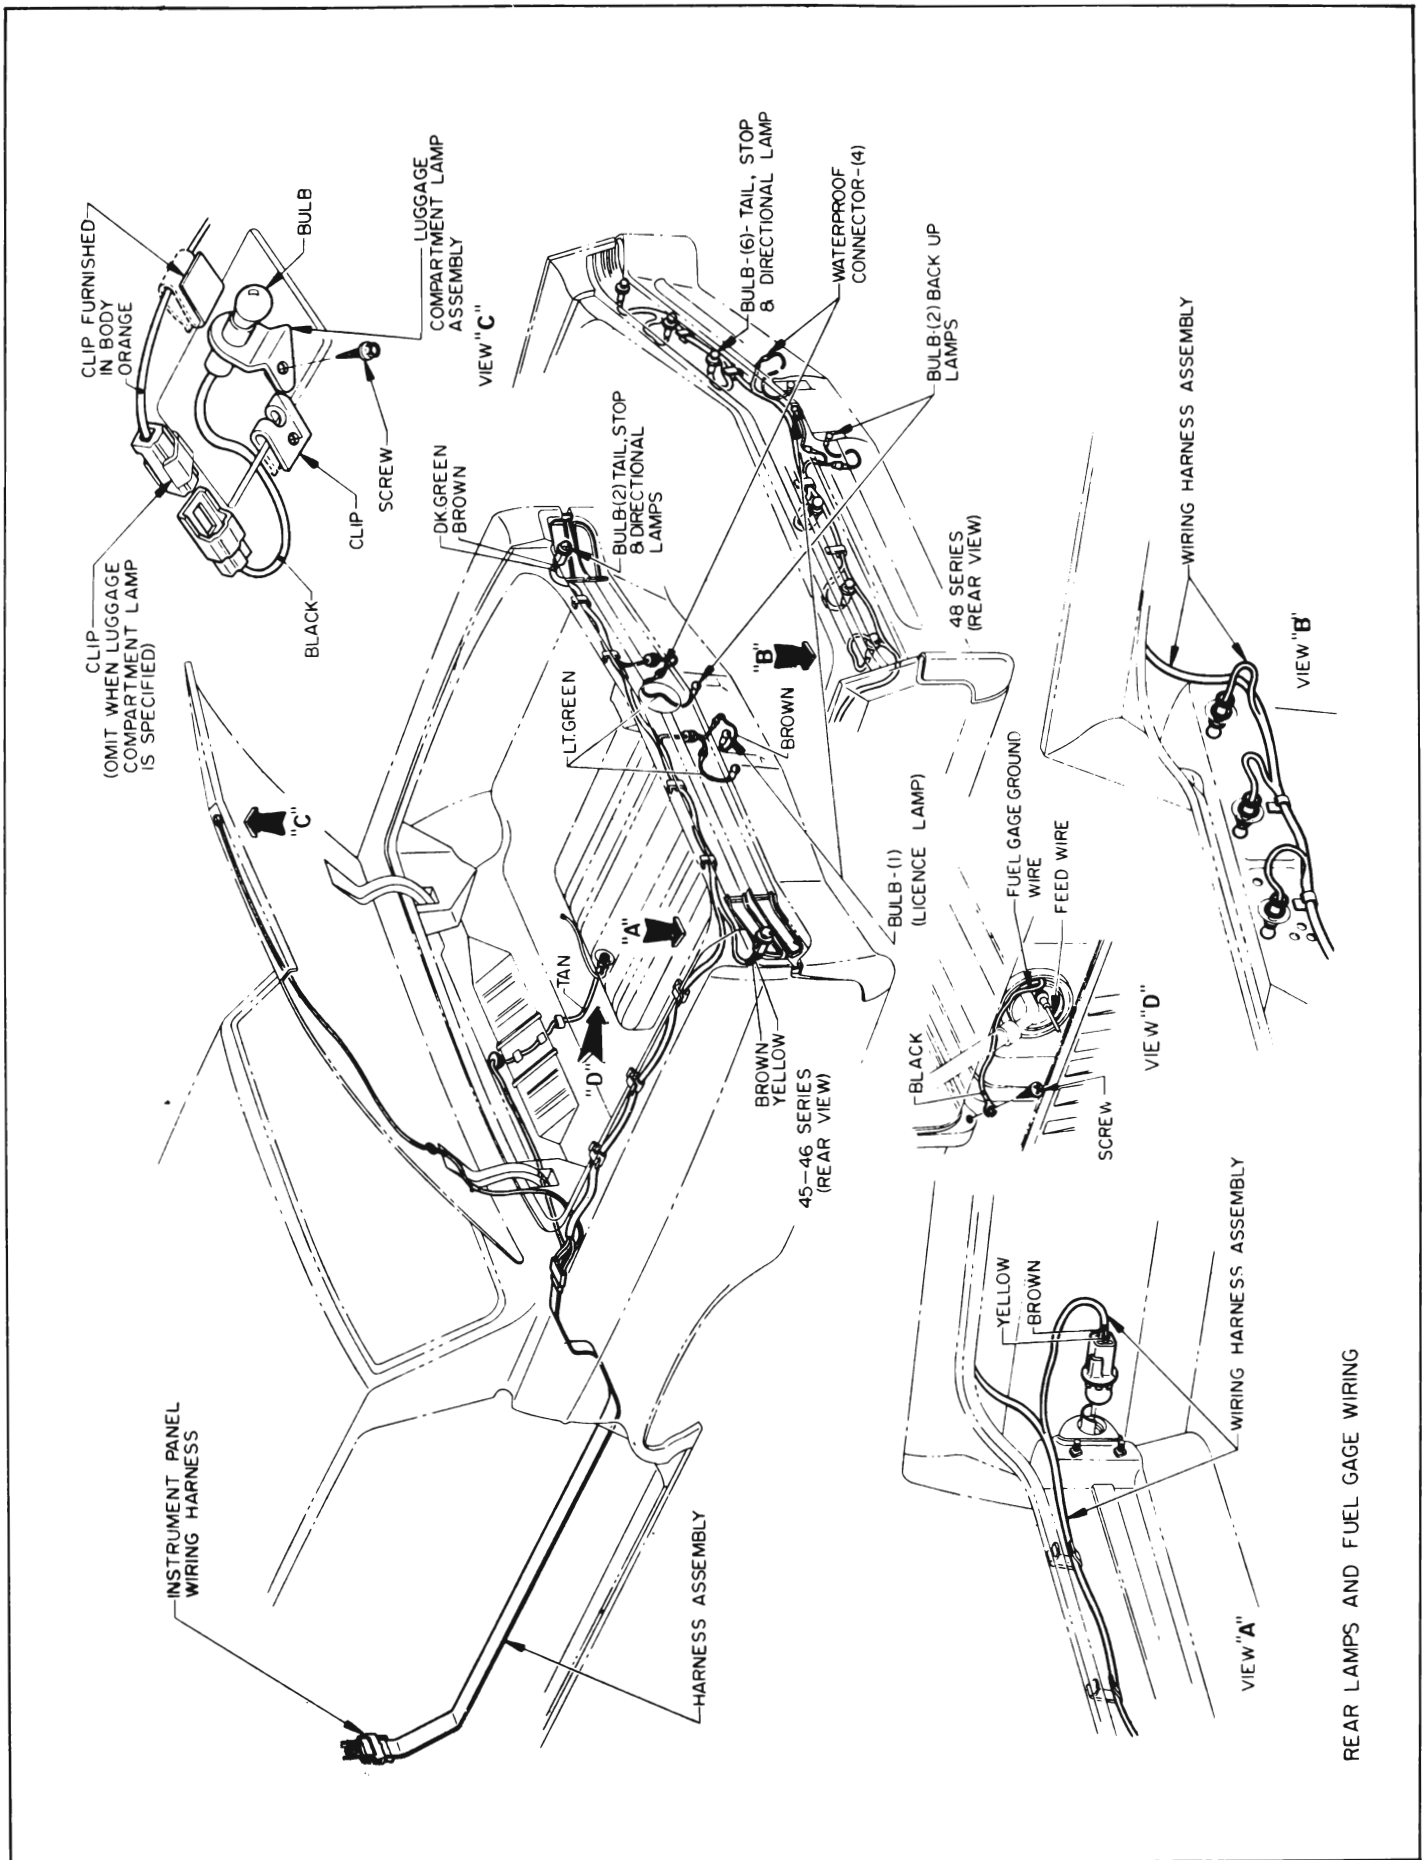 CLIP
(OMIT WHEN LUGGAGE
COMPARTMENT LAMP
IS SPECIFIED)
CLIP FURNISHED
IN BODY
ORANGE
BULB
LUGGAGE
COMPARTMENT LAMP
ASSEMBLY
VIEW "C"
SCREW
CLIP
BLACK
INSTRUMENT PANEL
WIRING HARNESS
HARNESS ASSEMBLY
"C"
DK.GREEN
BROWN
BULB-(2) TAIL, STOP
& DIRECTIONAL
LAMPS
LT.GREEN
TAN
"A"
"D"
BROWN
BROWN
YELLOW
45-46 SERIES
(REAR VIEW)
BULB-(6)-TAIL, STOP
& DIRECTIONAL LAMP
WATERPROOF
CONNECTOR-(4)
BULB-(2) BACK UP
LAMPS
"B"
48 SERIES
(REAR VIEW)
BULB-(1)
(LICENCE LAMP)
FUEL GAGE GROUND
WIRE
FEED WIRE
BLACK
SCREW
VIEW "D"
WIRING HARNESS ASSEMBLY
VIEW "B"
YELLOW
BROWN
WIRING HARNESS ASSEMBLY
VIEW "A"
REAR LAMPS AND FUEL GAGE WIRING